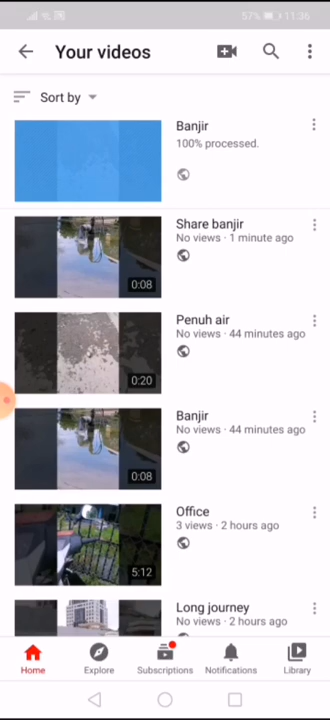 57% 11:36
Your videos
Sort by
Banjir
100% processed.
Share banjir
No views · 1 minute ago
0:08
Penuh air
No views · 44 minutes ago
0:20
Banjir
No views · 44 minutes ago
0:08
Office
3 views · 2 hours ago
5:12
Long journey
No views · 2 hours ago
Home Explore Subscriptions Notifications Library